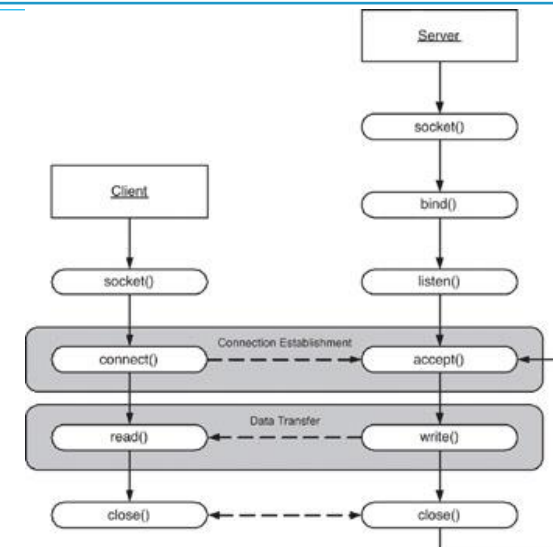 Server
socket()
bind()
Client
socket()
listen()
Connection Establishment
connect()
accept()
Data Transfer
read()
write()
close()
close()